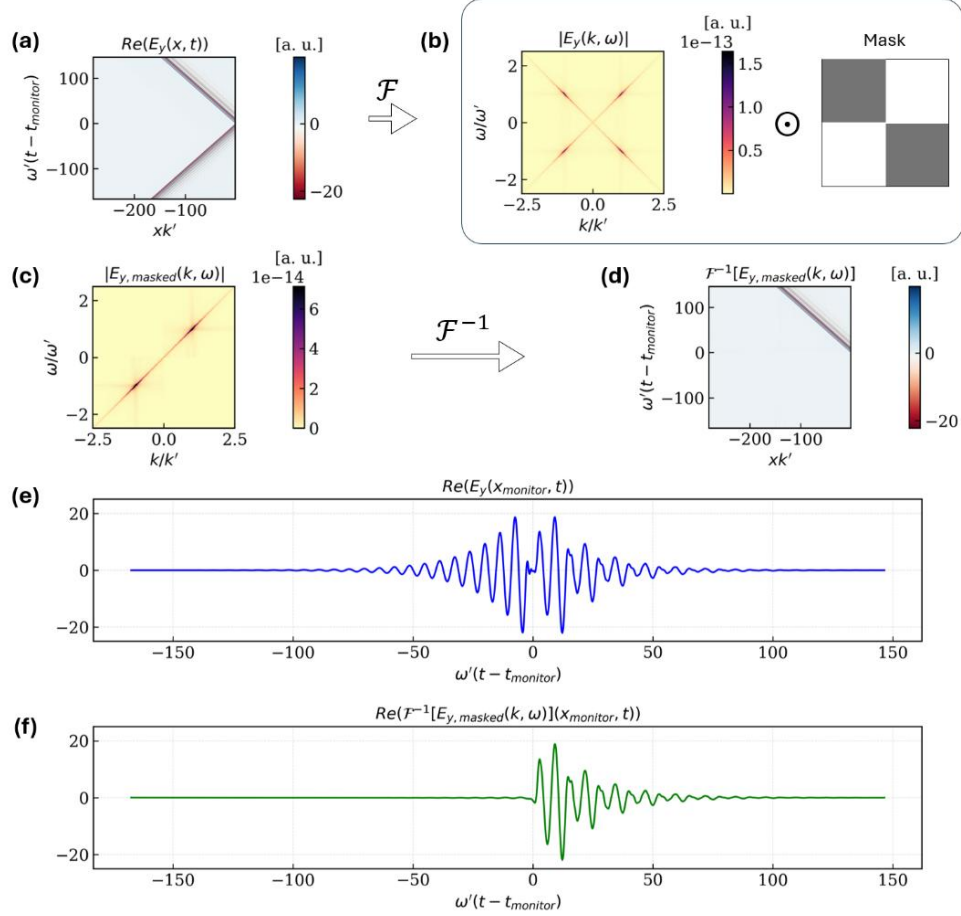 (a)
Re(E_y(x, t))
[a. u.]
100
0
−100
ω′(t − t_monitor)
−200 −100
xk′
0
−20
ℱ
(b)
|E_y(k, ω)|
[a. u.]
1e-13
2
0
−2
ω/ω′
−2.5 0.0 2.5
k/k′
1.5
1.0
0.5
⊙
Mask
(c)
|E_y, masked(k, ω)|
[a. u.]
1e-14
2
0
−2
ω/ω′
−2.5 0.0 2.5
k/k′
6
4
2
0
ℱ⁻¹
(d)
ℱ⁻¹[E_y, masked(k, ω)]
[a. u.]
100
0
−100
ω′(t − t_monitor)
−200 −100
xk′
0
−20
(e)
Re(E_y(x_monitor, t))
20
0
−20
−150 −100 −50 0 50 100 150
ω′(t − t_monitor)
(f)
Re(ℱ⁻¹[E_y, masked(k, ω)](x_monitor, t))
20
0
−20
−150 −100 −50 0 50 100 150
ω′(t − t_monitor)